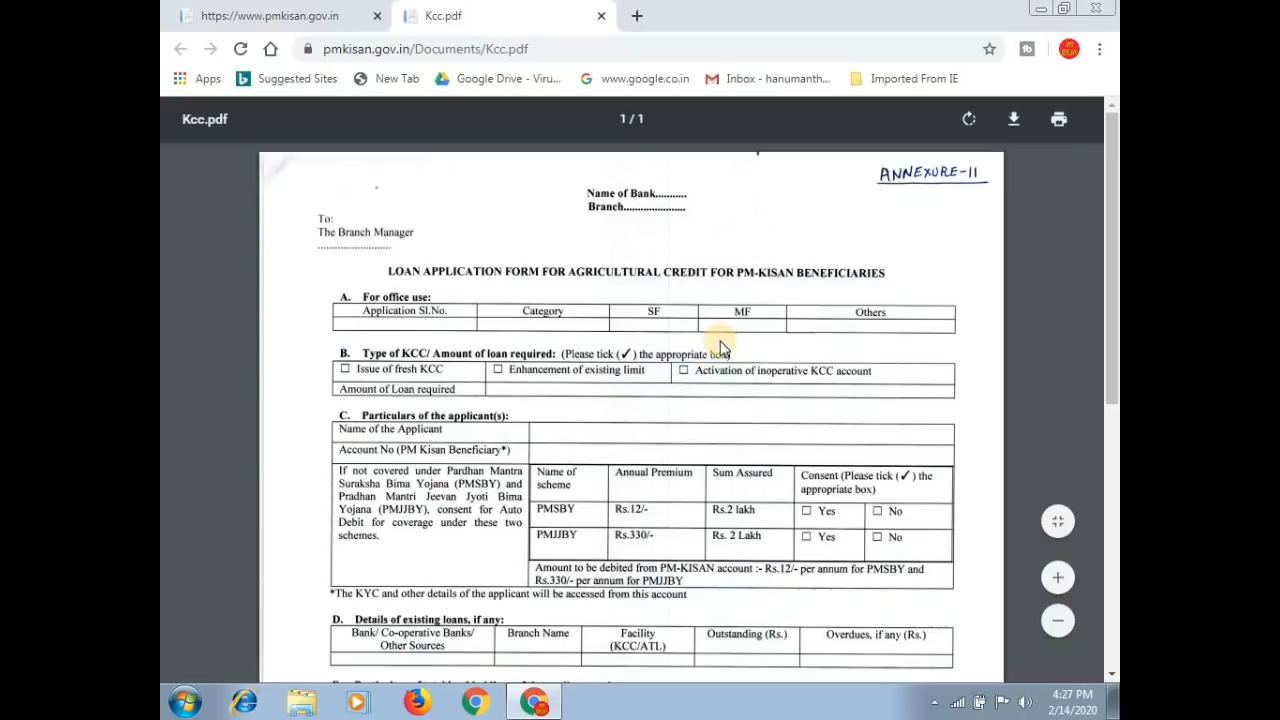 https://www.pmkisan.gov.in
Kcc.pdf
pmkisan.gov.in/Documents/Kcc.pdf
Apps
Suggested Sites
New Tab
Google Drive - Viru...
www.google.co.in
Inbox - hanumanth...
Imported From IE
Kcc.pdf
1 / 1
ANNEXURE-II
Name of Bank..........
Branch....................
To:
The Branch Manager
........................
LOAN APPLICATION FORM FOR AGRICULTURAL CREDIT FOR PM-KISAN BENEFICIARIES
A. For office use:
Application Sl.No. Category SF MF Others
B. Type of KCC/ Amount of loan required: (Please tick (✓) the appropriate box)
☐ Issue of fresh KCC ☐ Enhancement of existing limit ☐ Activation of inoperative KCC account
Amount of Loan required
C. Particulars of the applicant(s):
Name of the Applicant
Account No (PM Kisan Beneficiary*)
If not covered under Pardhan Mantra
Suraksha Bima Yojana (PMSBY) and
Pradhan Mantri Jeevan Jyoti Bima
Yojana (PMJJBY), consent for Auto
Debit for coverage under these two
schemes.
Name of scheme Annual Premium Sum Assured Consent (Please tick (✓) the appropriate box)
PMSBY Rs.12/- Rs.2 lakh ☐ Yes ☐ No
PMJJBY Rs.330/- Rs. 2 Lakh ☐ Yes ☐ No
Amount to be debited from PM-KISAN account :- Rs.12/- per annum for PMSBY and
Rs.330/- per annum for PMJJBY
*The KYC and other details of the applicant will be accessed from this account
D. Details of existing loans, if any:
Bank/ Co-operative Banks/ Other Sources Branch Name Facility (KCC/ATL) Outstanding (Rs.) Overdues, if any (Rs.)
4:27 PM
2/14/2020